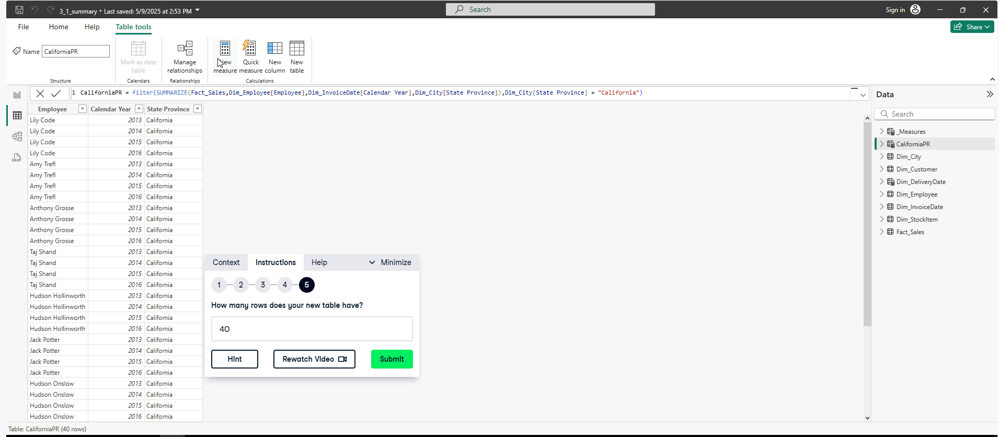 3_1_summary • Last saved: 5/9/2025 at 2:53 PM
Search
Sign in
File
Home
Help
Table tools
Share
Name
CaliforniaPR
Mark as date table
Manage relationships
New measure
Quick measure
New column
New table
Structure
Calendars
Relationships
Calculations
1 CaliforniaPR = filter(SUMMARIZE(Fact_Sales,Dim_Employee[Employee],Dim_InvoiceDate[Calendar Year],Dim_City[State Province]),Dim_City[State Province] = "California")
Employee Calendar Year State Province
Lily Code 2013 California
Lily Code 2014 California
Lily Code 2015 California
Lily Code 2016 California
Amy Trefl 2013 California
Amy Trefl 2014 California
Amy Trefl 2015 California
Amy Trefl 2016 California
Anthony Grosse 2013 California
Anthony Grosse 2014 California
Anthony Grosse 2015 California
Anthony Grosse 2016 California
Taj Shand 2013 California
Taj Shand 2014 California
Taj Shand 2015 California
Taj Shand 2016 California
Hudson Hollinworth 2013 California
Hudson Hollinworth 2014 California
Hudson Hollinworth 2015 California
Hudson Hollinworth 2016 California
Jack Potter 2013 California
Jack Potter 2014 California
Jack Potter 2015 California
Jack Potter 2016 California
Hudson Onslow 2013 California
Hudson Onslow 2014 California
Hudson Onslow 2015 California
Hudson Onslow 2016 California
Context
Instructions
Help
Minimize
1 2 3 4 5
How many rows does your new table have?
40
Hint
Rewatch Video
Submit
Data
Search
_Measures
CaliforniaPR
Dim_City
Dim_Customer
Dim_DeliveryDate
Dim_Employee
Dim_InvoiceDate
Dim_StockItem
Fact_Sales
DAX
Table: CaliforniaPR (40 rows)